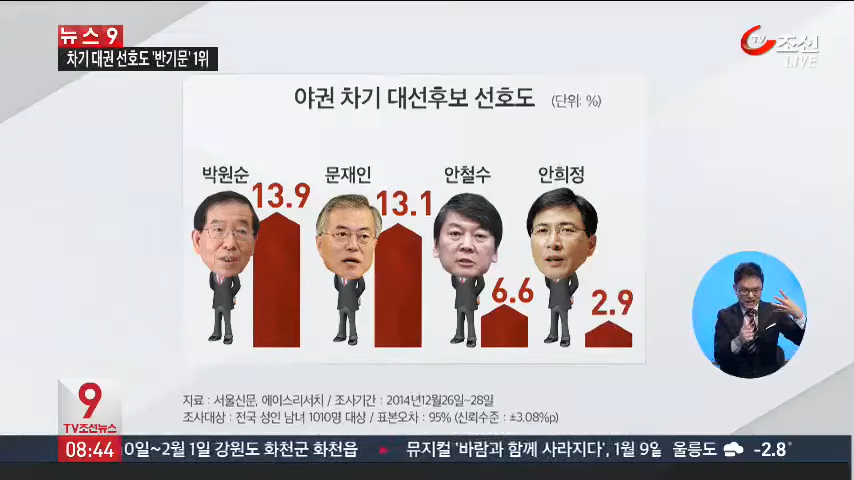 뉴스 9
차기 대권 선호도 '반기문' 1위
TV조선
LIVE
야권 차기 대선후보 선호도 (단위: %)
박원순 문재인 안철수 안희정
13.9 13.1 6.6 2.9
자료 : 서울신문, 에이스리서치 / 조사기간 : 2014년12월26일~28일
조사대상 : 전국 성인 남녀 1010명 대상 / 표본오차 : 95% (신뢰수준 : ±3.08%p)
9
TV조선뉴스
08:44 0일~2월 1일 강원도 화천군 화천읍 뮤지컬 '바람과 함께 사라지다', 1월 9일 울릉도 -2.8°